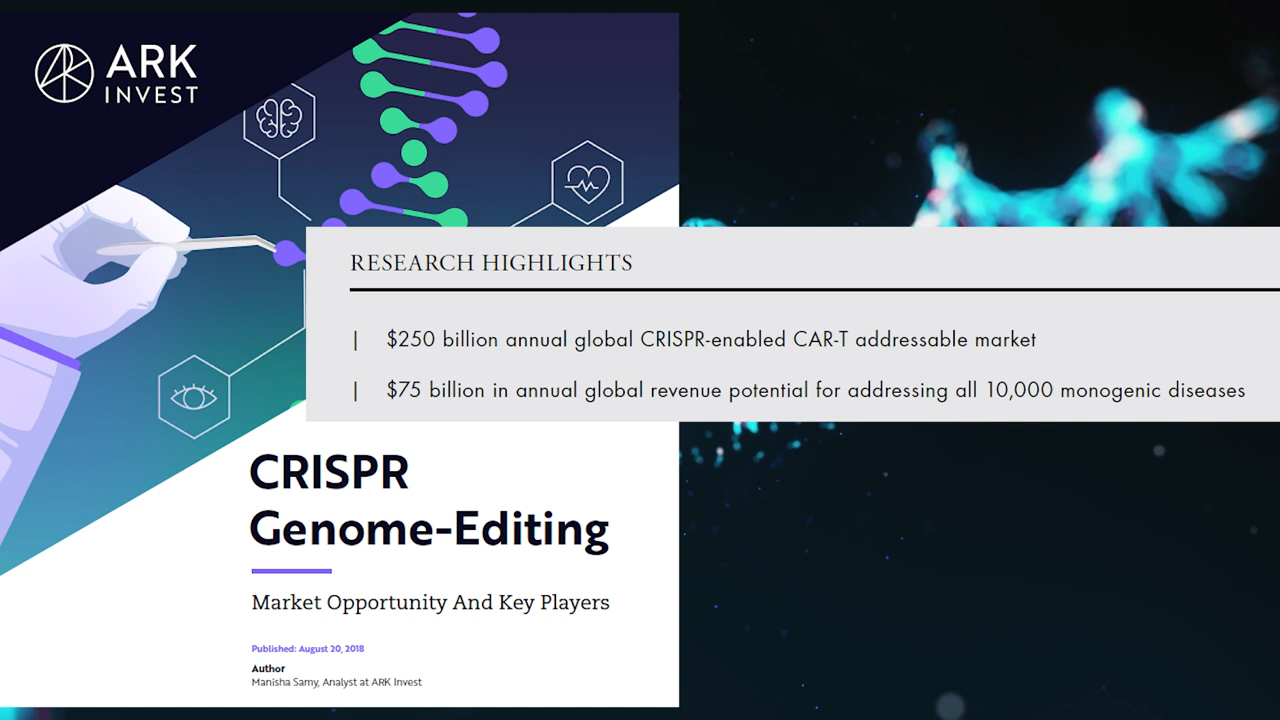 ARK
INVEST
RESEARCH HIGHLIGHTS
| $250 billion annual global CRISPR-enabled CAR-T addressable market
| $75 billion in annual global revenue potential for addressing all 10,000 monogenic diseases
CRISPR
Genome-Editing
Market Opportunity And Key Players
Published: August 20, 2018
Author
Manisha Samy, Analyst at ARK Invest